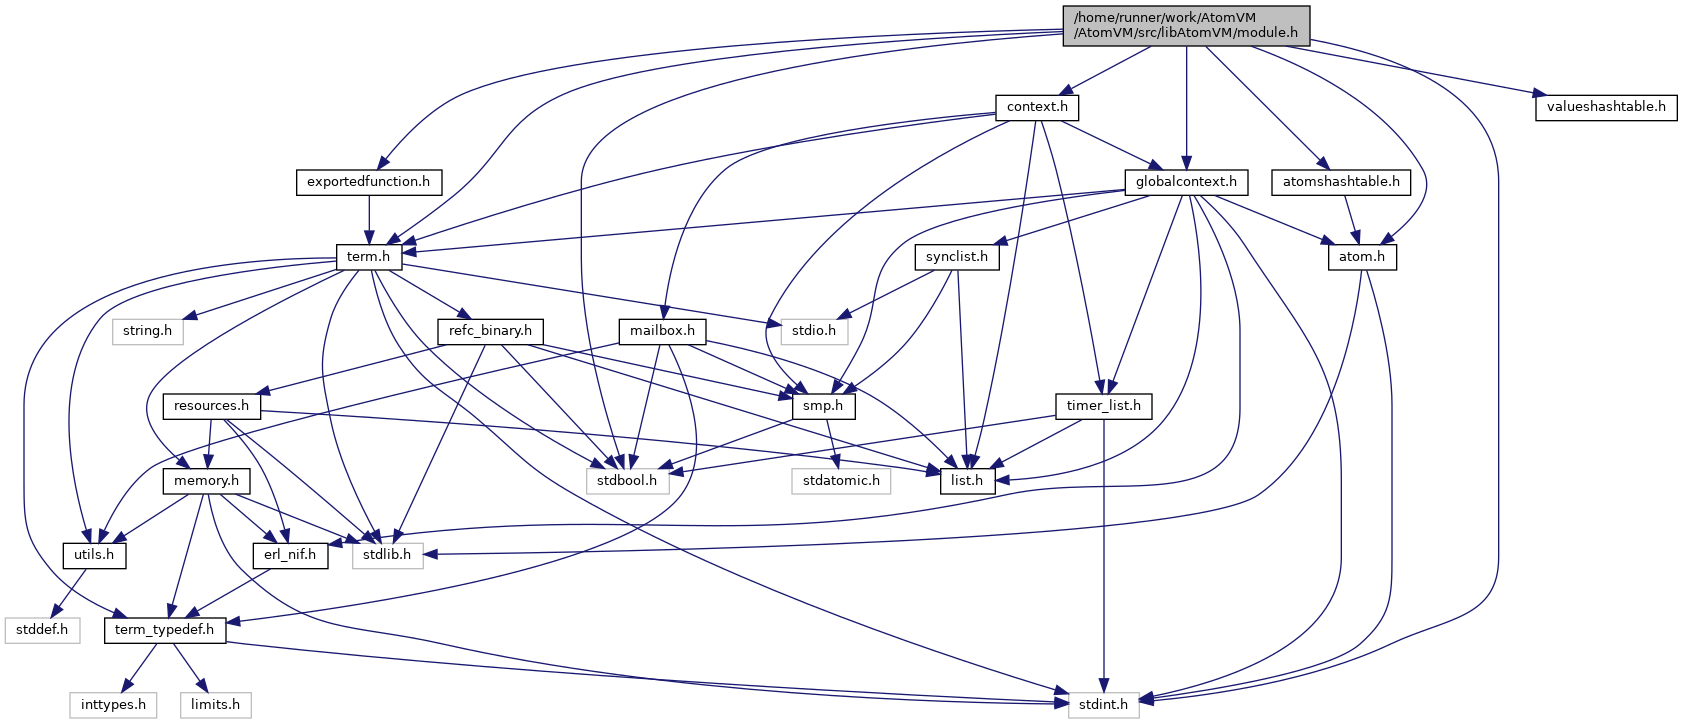 /home/runner/work/AtomVM
/AtomVM/src/libAtomVM/module.h
context.h
valueshashtable.h
exportedfunction.h
globalcontext.h
atomshashtable.h
term.h
synclist.h
atom.h
string.h
refc_binary.h
mailbox.h
stdio.h
resources.h
smp.h
timer_list.h
memory.h
stdbool.h
stdatomic.h
list.h
utils.h
erl_nif.h
stdlib.h
stddef.h
term_typedef.h
inttypes.h
limits.h
stdint.h